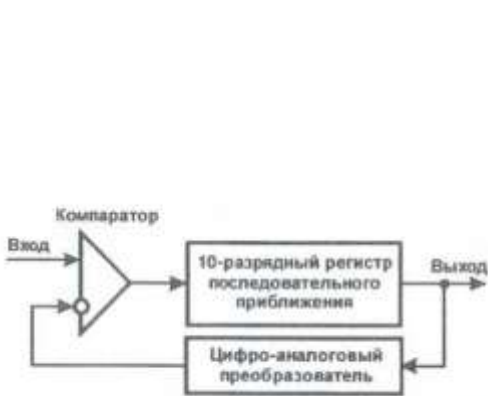 Компаратор
Вход
10-разрядный регистр
последовательного
приближения
Выход
Цифро-аналоговый
преобразователь